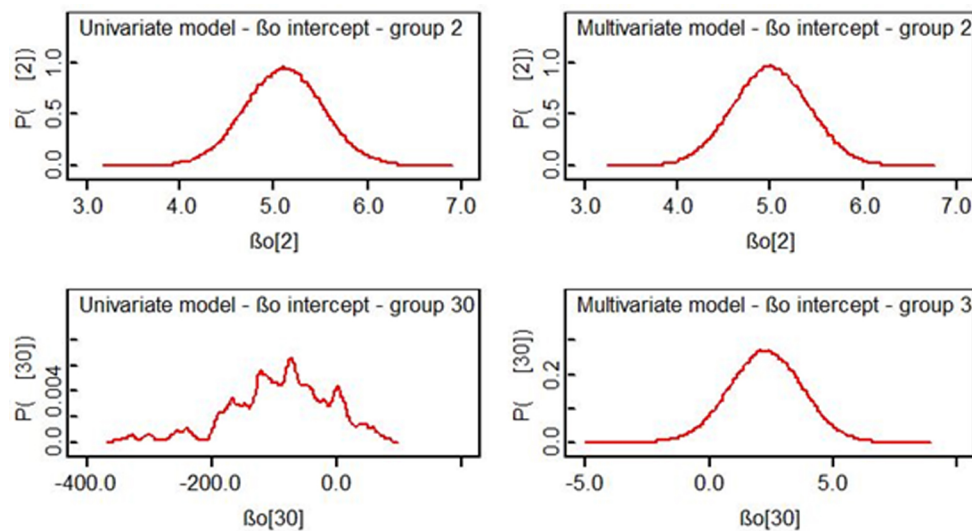 Univariate model - ßo intercept - group 2
P( [2])
0.0 0.5 1.0
3.0 4.0 5.0 6.0 7.0
ßo[2]
Multivariate model - ßo intercept - group 2
P( [2])
0.0 0.5 1.0
3.0 4.0 5.0 6.0 7.0
ßo[2]
Univariate model - ßo intercept - group 30
P( [30])
0.0 0.004
-400.0 -200.0 0.0
ßo[30]
Multivariate model - ßo intercept - group 3
P( [30])
0.0 0.2
-5.0 0.0 5.0
ßo[30]